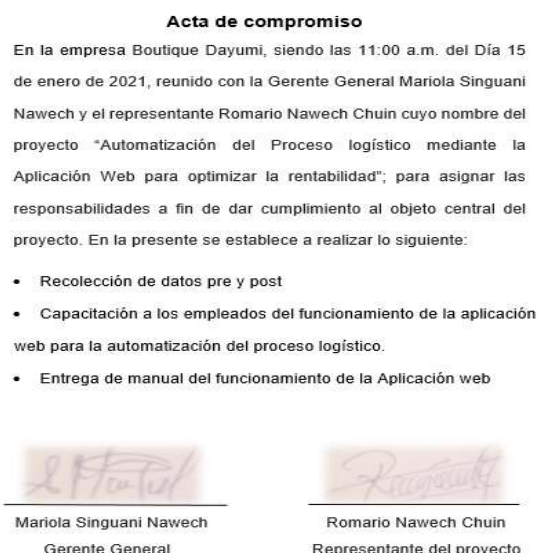 Acta de compromiso
En la empresa Boutique Dayumi, siendo las 11:00 a.m. del Día 15
de enero de 2021, reunido con la Gerente General Mariola Singuani
Nawech y el representante Romario Nawech Chuin cuyo nombre del
proyecto “Automatización del Proceso logístico mediante la
Aplicación Web para optimizar la rentabilidad”; para asignar las
responsabilidades a fin de dar cumplimiento al objeto central del
proyecto. En la presente se establece a realizar lo siguiente:
• Recolección de datos pre y post
• Capacitación a los empleados del funcionamiento de la aplicación
web para la automatización del proceso logístico.
• Entrega de manual del funcionamiento de la Aplicación web
Mariola Singuani Nawech
Gerente General
Romario Nawech Chuin
Representante del proyecto